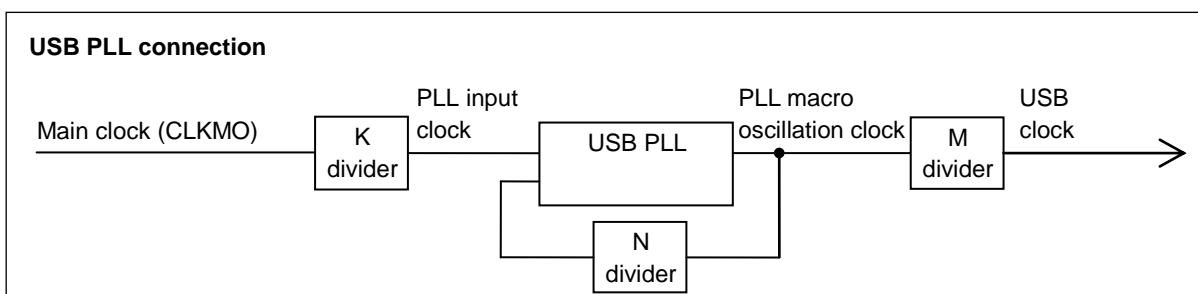 USB PLL connection
Main clock (CLKMO)
K
divider
PLL input
clock
USB PLL
N
divider
PLL macro
oscillation clock
M
divider
USB
clock